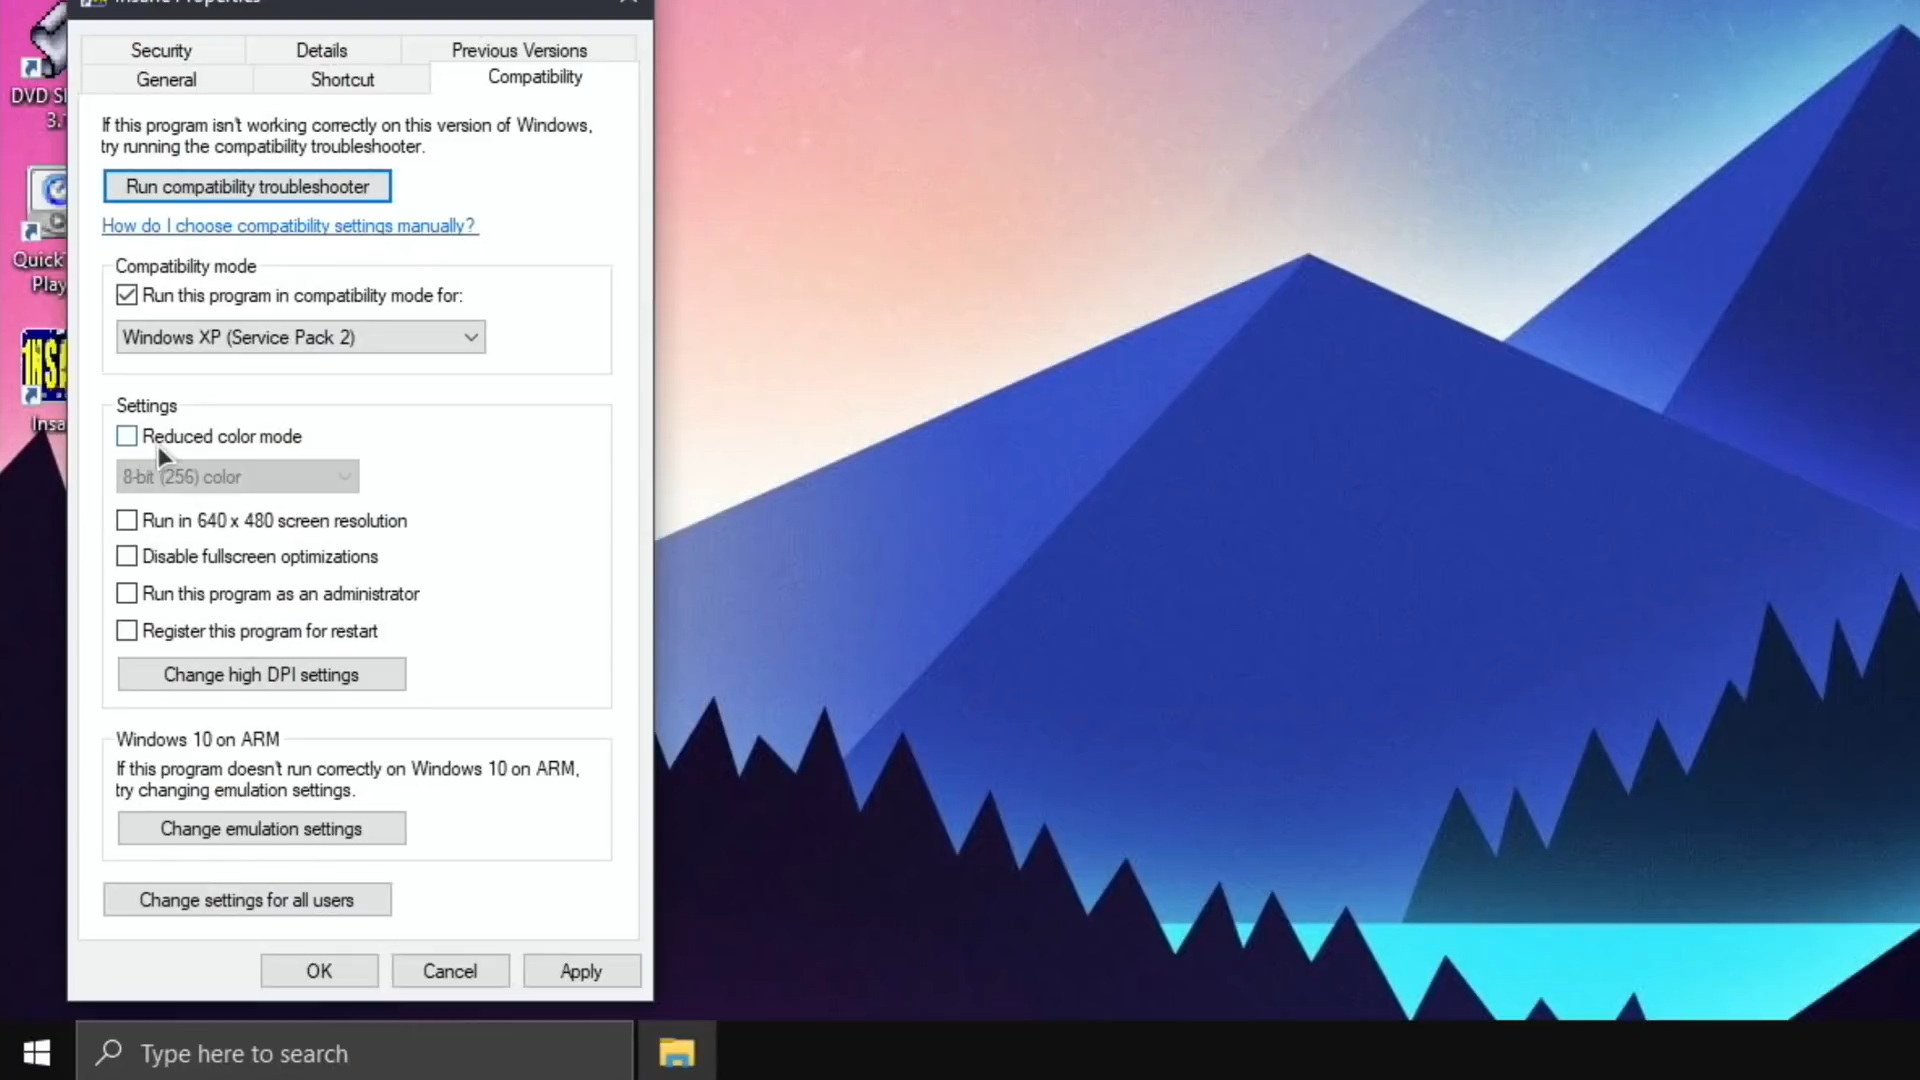 Insane Properties
Security
Details
Previous Versions
General
Shortcut
Compatibility
If this program isn't working correctly on this version of Windows,
try running the compatibility troubleshooter.
Run compatibility troubleshooter
How do I choose compatibility settings manually?
Compatibility mode
Run this program in compatibility mode for:
Windows XP (Service Pack 2)
Settings
Reduced color mode
8-bit (256) color
Run in 640 x 480 screen resolution
Disable fullscreen optimizations
Run this program as an administrator
Register this program for restart
Change high DPI settings
Windows 10 on ARM
If this program doesn't run correctly on Windows 10 on ARM,
try changing emulation settings.
Change emulation settings
Change settings for all users
OK
Cancel
Apply
DVD
3.
Quick
Play
INSA
Insa
Type here to search